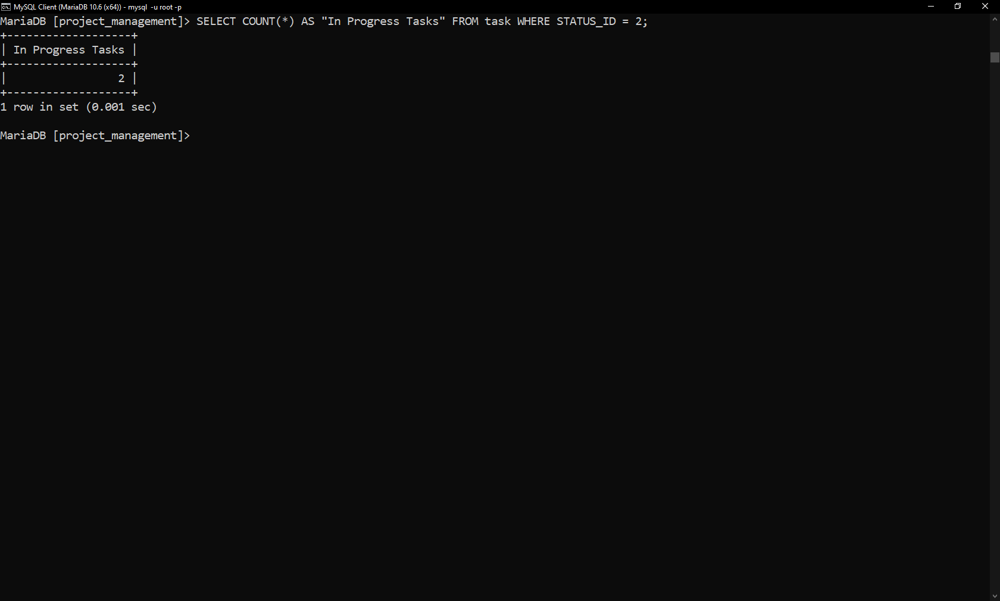 MySQL Client (MariaDB 10.6 (x64)) - mysql  -u root -p
MariaDB [project_management]> SELECT COUNT(*) AS "In Progress Tasks" FROM task WHERE STATUS_ID = 2;
+-------------------+
| In Progress Tasks |
+-------------------+
|                 2 |
+-------------------+
1 row in set (0.001 sec)

MariaDB [project_management]>